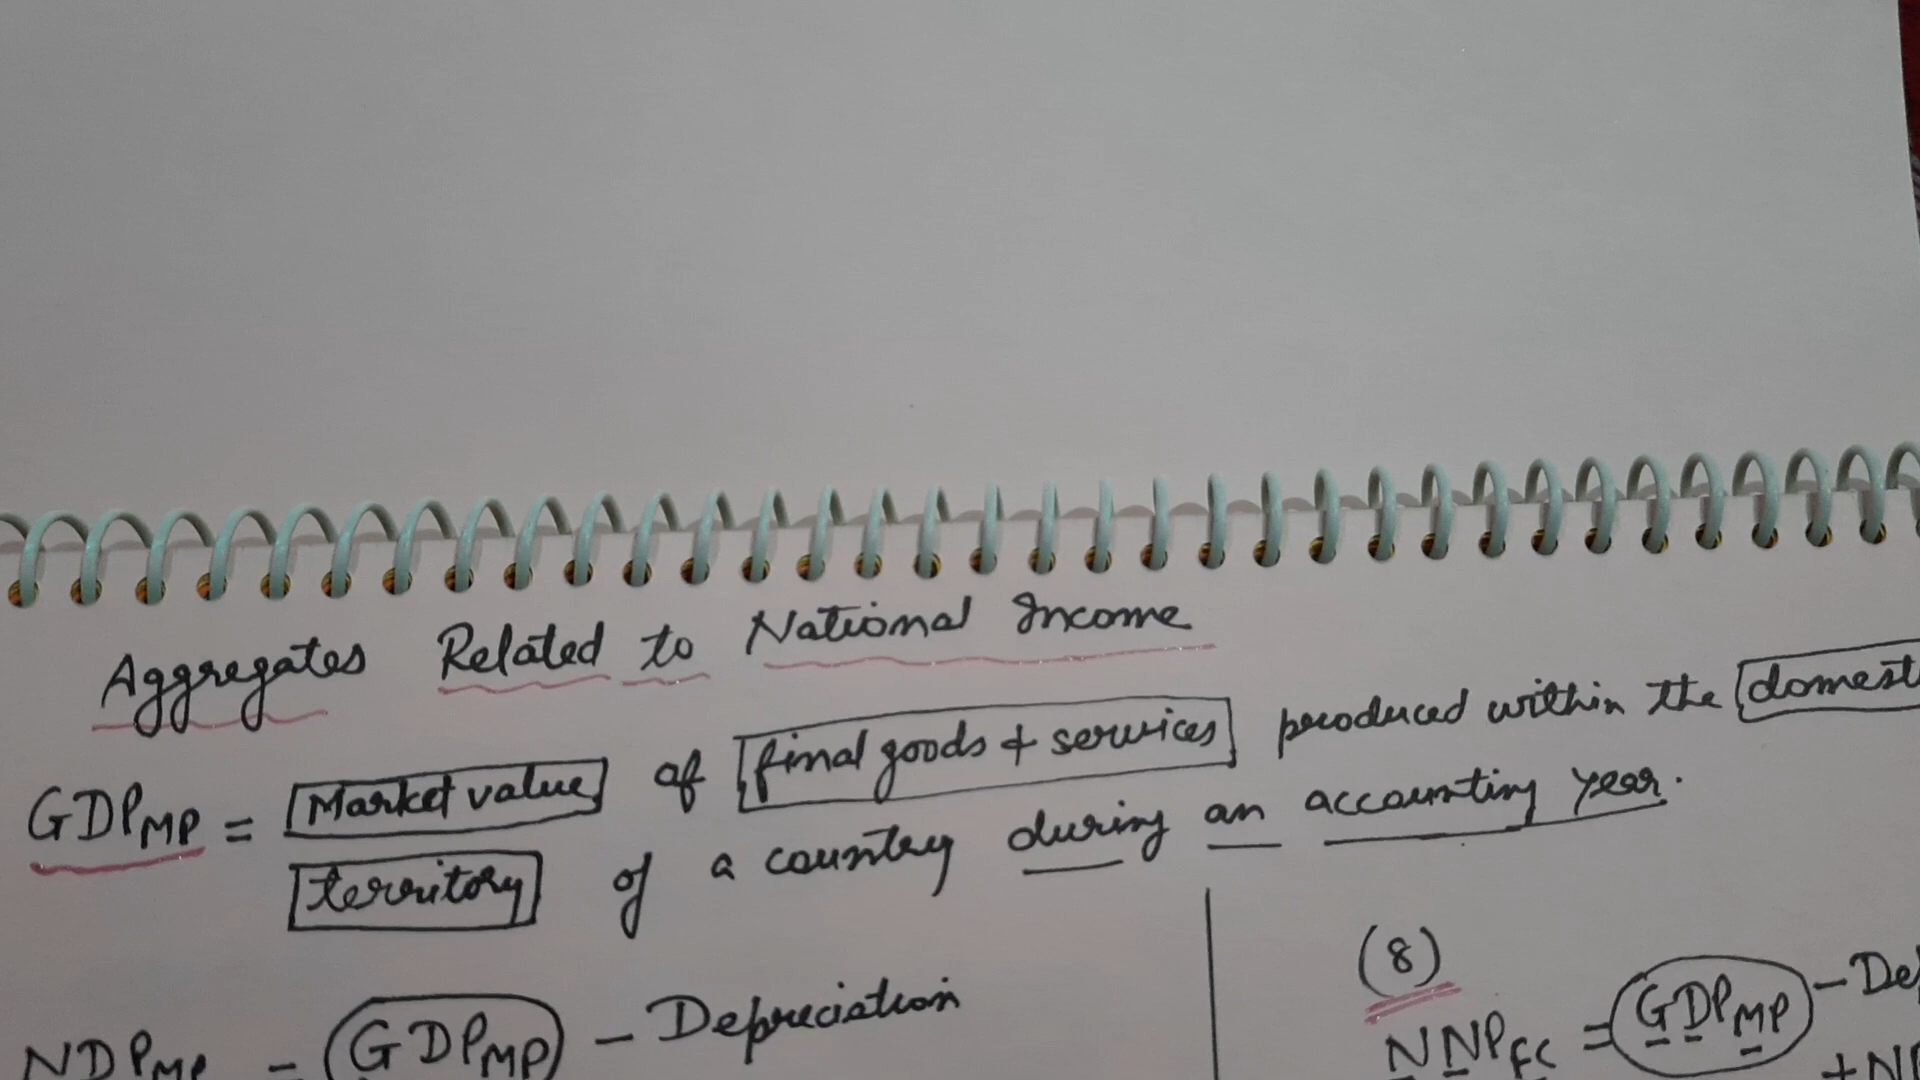 Aggregates Related to National Income
GDPMP = Market value of final goods + services produced within the domest
territory of a country during an accounting year.
NDPMP = GDPMP - Depreciation
(8)
NNPFC = GDPMP - De
+ N